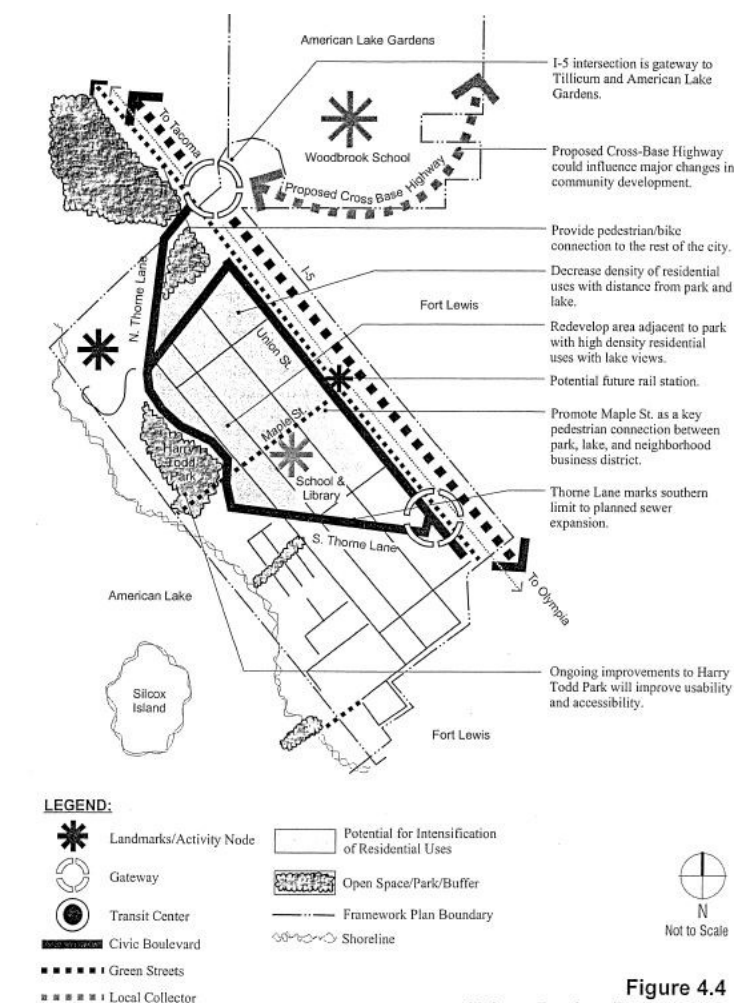 American Lake Gardens
I-5 intersection is gateway to
Tillicum and American Lake
Gardens.
To Tacoma
Woodbrook School
Proposed Cross Base Highway
Proposed Cross-Base Highway
could influence major changes in
community development.
Provide pedestrian/bike
connection to the rest of the city.
N. Thorne Lane
I-5
Decrease density of residential
uses with distance from park and
lake.
Fort Lewis
Union St.
Redevelop area adjacent to park
with high density residential
uses with lake views.
Potential future rail station.
Maple St.
Promote Maple St. as a key
pedestrian connection between
park, lake, and neighborhood
business district.
Harry
Todd
Park
School &
Library
Thorne Lane marks southern
limit to planned sewer
expansion.
S. Thorne Lane
To Olympia
American Lake
Silcox
Island
Ongoing improvements to Harry
Todd Park will improve usability
and accessibility.
Fort Lewis
LEGEND:
Landmarks/Activity Node
Gateway
Transit Center
Civic Boulevard
Green Streets
Local Collector
Potential for Intensification
of Residential Uses
Open Space/Park/Buffer
Framework Plan Boundary
Shoreline
N
Not to Scale
Figure 4.4